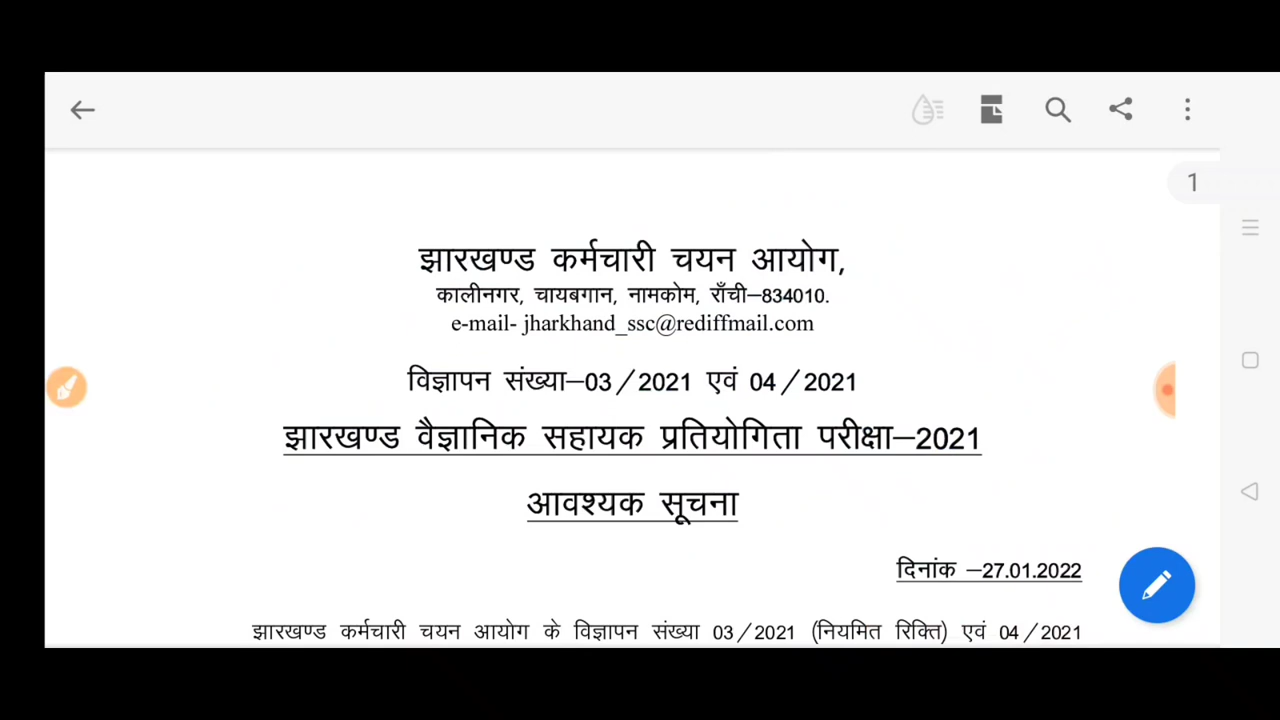 1
झारखण्ड कर्मचारी चयन आयोग,
कालीनगर, चायबगान, नामकोम, राँची–834010.
e-mail- jharkhand_ssc@rediffmail.com
विज्ञापन संख्या–03/2021 एवं 04/2021
झारखण्ड वैज्ञानिक सहायक प्रतियोगिता परीक्षा–2021
आवश्यक सूचना
दिनांक –27.01.2022
झारखण्ड कर्मचारी चयन आयोग के विज्ञापन संख्या 03/2021 (नियमित रिक्ति) एवं 04/2021